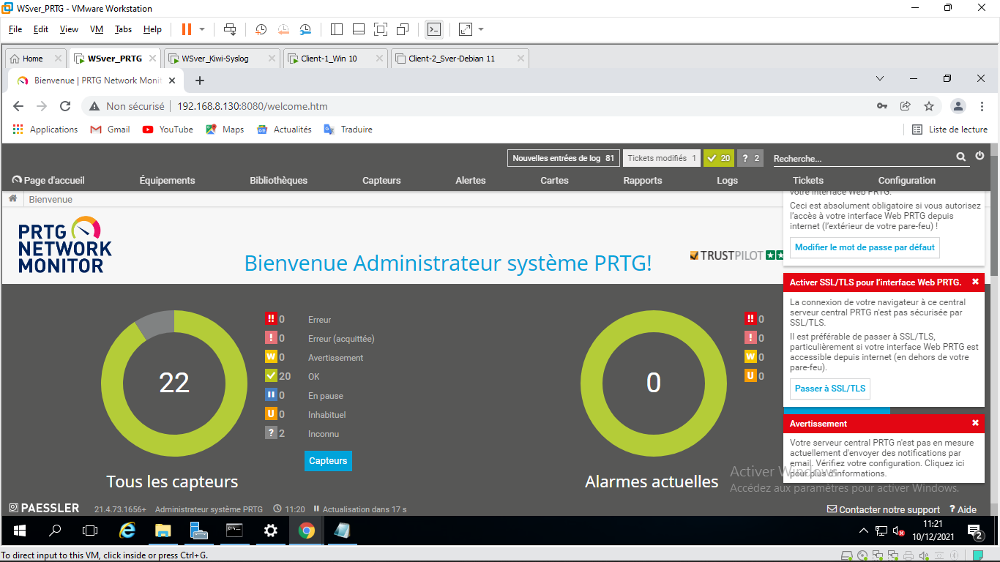 WSver_PRTG - VMware Workstation
File Edit View VM Tabs Help
Home WSver_PRTG WSver_Kiwi-Syslog Client-1_Win 10 Client-2_Sver-Debian 11
Bienvenue | PRTG Network Monit
Non sécurisé 192.168.8.130:8080/welcome.htm
Applications Gmail YouTube Maps Actualités Traduire Liste de lecture
Nouvelles entrées de log 81 Tickets modifiés 1 20 ? 2 Recherche...
Page d'accueil Équipements Bibliothèques Capteurs Alertes Cartes Rapports Logs Tickets Configuration
Bienvenue
votre interface Web PRTG.
Ceci est absolument obligatoire si vous autorisez
l'accès à votre interface Web PRTG depuis
internet (l'extérieur de votre pare-feu) !
Modifier le mot de passe par défaut
PRTG
NETWORK
MONITOR
Bienvenue Administrateur système PRTG!
TRUSTPILOT
Activer SSL/TLS pour l'interface Web PRTG.
La connexion de votre navigateur à ce central
serveur central PRTG n'est pas sécurisée par
SSL/TLS.
Il est préférable de passer à SSL/TLS,
particulièrement si votre interface Web PRTG est
accessible depuis internet (en dehors de votre
pare-feu).
Passer à SSL/TLS
Avertissement
Votre serveur central PRTG n'est pas en mesure
actuellement d'envoyer des notifications par
email. Vérifiez votre configuration. Cliquez ici
pour plus d'informations.
22
!! 0 Erreur
! 0 Erreur (acquittée)
W 0 Avertissement
20 OK
0 En pause
U 0 Inhabituel
? 2 Inconnu
Capteurs
Tous les capteurs
0
!! 0
! 0
W 0
U 0
Alarmes actuelles
Activer Windows
Accédez aux paramètres pour activer Windows.
PAESSLER 21.4.73.1656+ Administrateur système PRTG 11:20 Actualisation dans 17 s Contacter notre support ? Aide
11:21
10/12/2021
2
To direct input to this VM, click inside or press Ctrl+G.